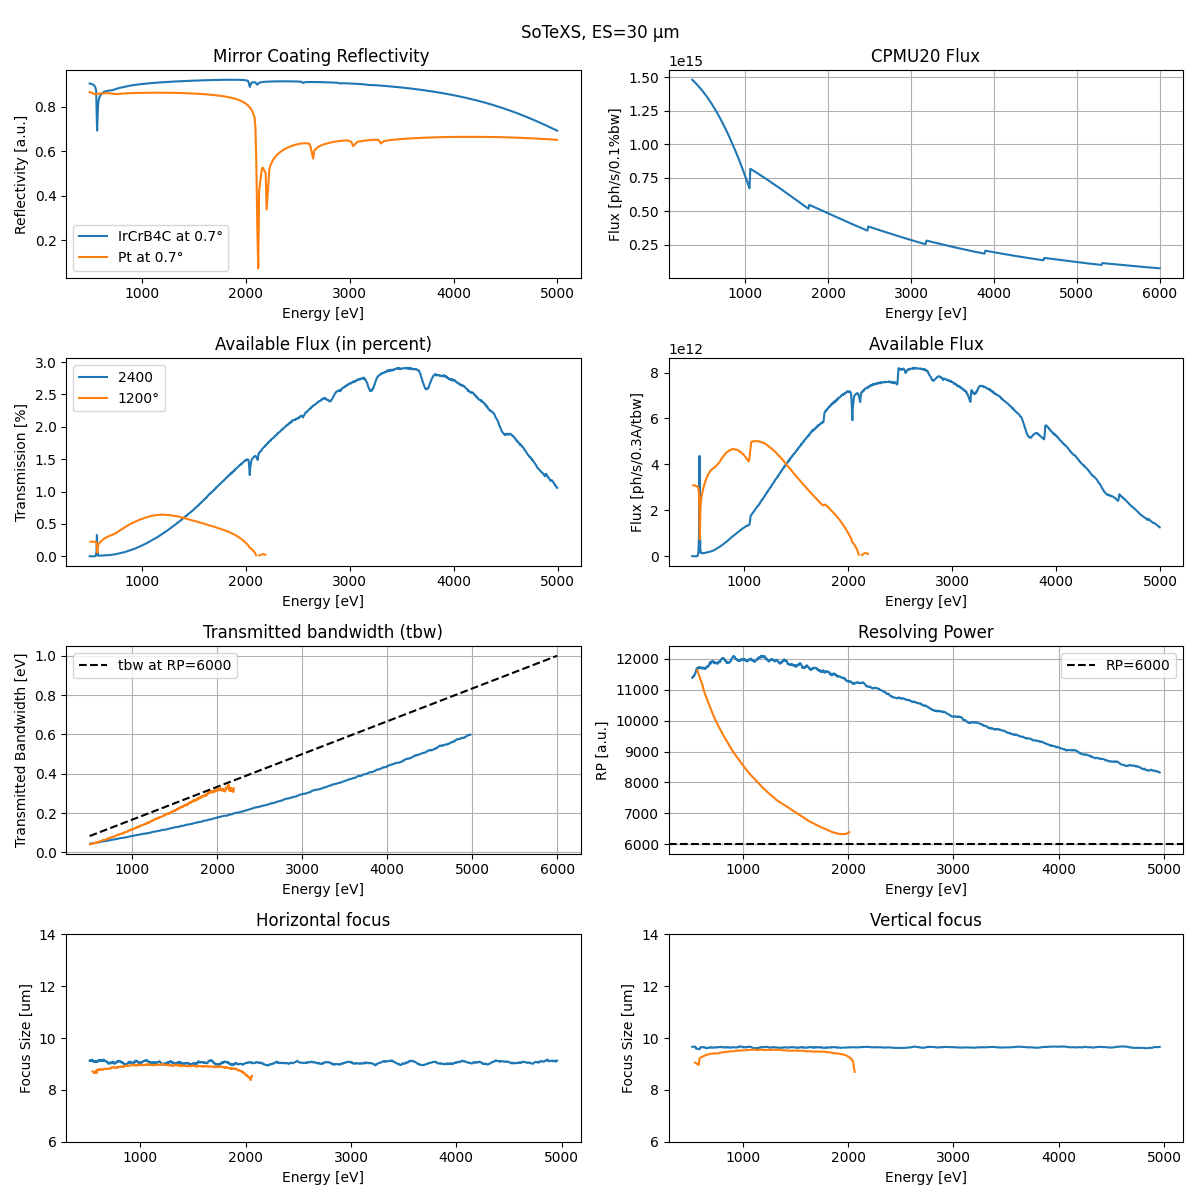 SoTeXS, ES=30 µm
Mirror Coating Reflectivity
Reflectivity [a.u.]
0.8
0.6
0.4
0.2
IrCrB4C at 0.7°
Pt at 0.7°
1000 2000 3000 4000 5000
Energy [eV]
CPMU20 Flux
1e15
Flux [ph/s/0.1%bw]
1.50
1.25
1.00
0.75
0.50
0.25
1000 2000 3000 4000 5000 6000
Energy [eV]
Available Flux (in percent)
Transmission [%]
3.0
2.5
2.0
1.5
1.0
0.5
0.0
2400
1200°
1000 2000 3000 4000 5000
Energy [eV]
Available Flux
1e12
Flux [ph/s/0.3A/tbw]
8
6
4
2
0
1000 2000 3000 4000 5000
Energy [eV]
Transmitted bandwidth (tbw)
Transmitted Bandwidth [eV]
1.0
0.8
0.6
0.4
0.2
0.0
tbw at RP=6000
1000 2000 3000 4000 5000 6000
Energy [eV]
Resolving Power
RP [a.u.]
12000
11000
10000
9000
8000
7000
6000
RP=6000
1000 2000 3000 4000 5000
Energy [eV]
Horizontal focus
Focus Size [um]
14
12
10
8
6
1000 2000 3000 4000 5000
Energy [eV]
Vertical focus
Focus Size [um]
14
12
10
8
6
1000 2000 3000 4000 5000
Energy [eV]